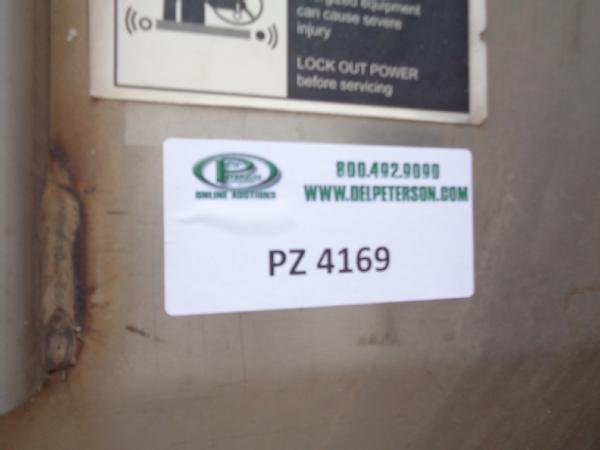 can cause severe
injury
LOCK OUT POWER
before servicing
P
ONLINE AUCTIONS
800.492.9090
WWW.DELPETERSON.COM
PZ 4169